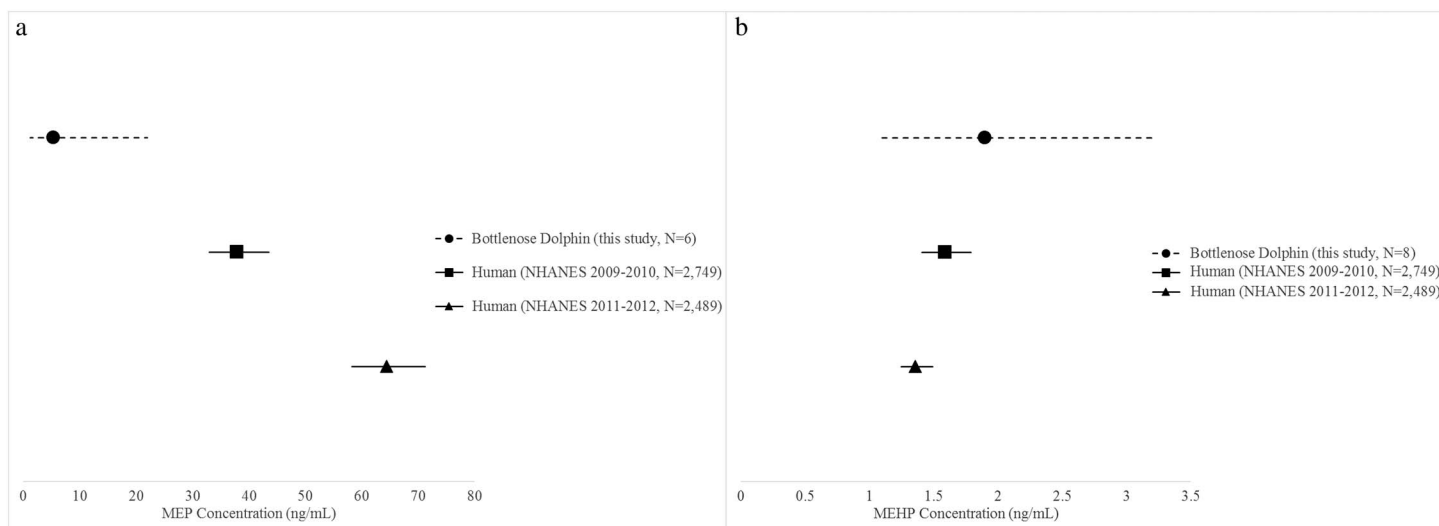 a
Bottlenose Dolphin (this study, N=6)
Human (NHANES 2009-2010, N=2,749)
Human (NHANES 2011-2012, N=2,489)
0 10 20 30 40 50 60 70 80
MEP Concentration (ng/mL)
b
Bottlenose Dolphin (this study, N=8)
Human (NHANES 2009-2010, N=2,749)
Human (NHANES 2011-2012, N=2,489)
0 0.5 1 1.5 2 2.5 3 3.5
MEHP Concentration (ng/mL)